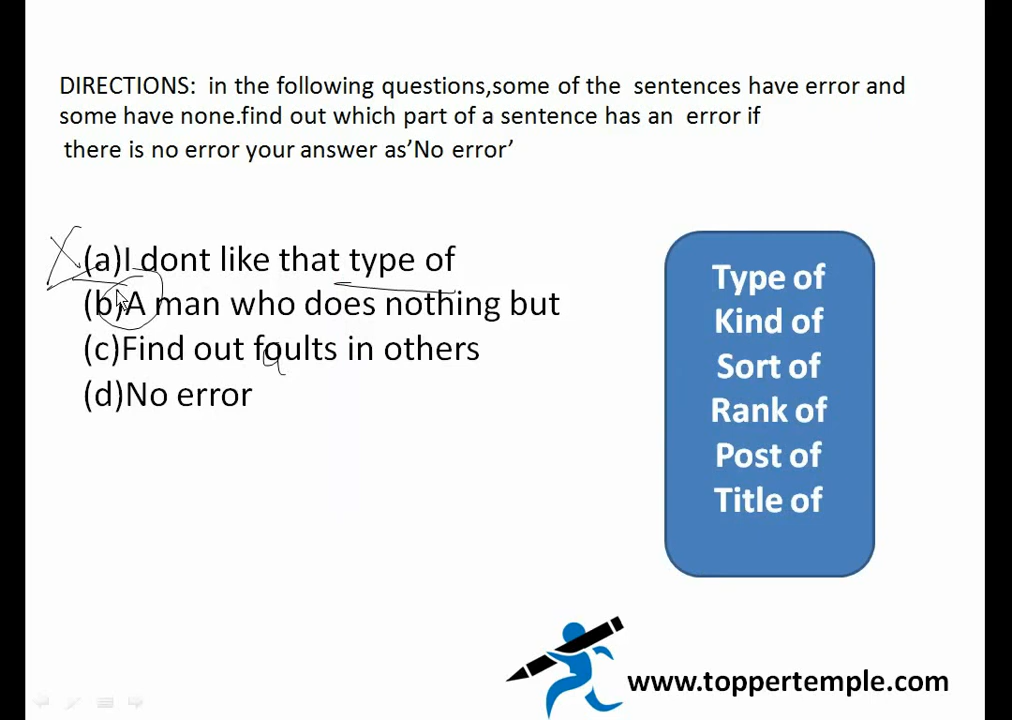 DIRECTIONS: in the following questions,some of the sentences have error and
some have none.find out which part of a sentence has an error if
there is no error your answer as’No error’
(a)I dont like that type of
(b)A man who does nothing but
(c)Find out faults in others
(d)No error
a
Type of
Kind of
Sort of
Rank of
Post of
Title of
www.toppertemple.com